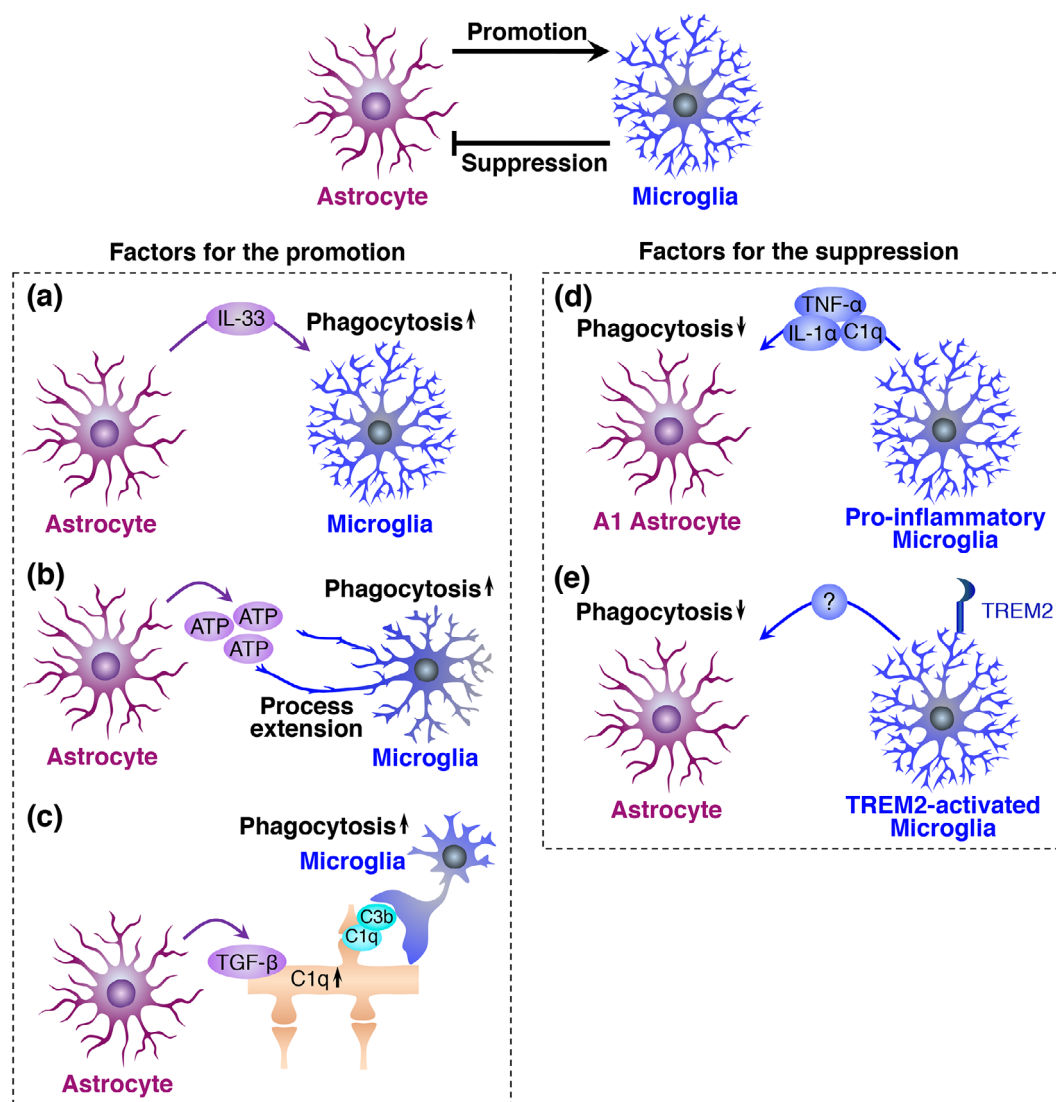 Promotion
Suppression
Astrocyte
Microglia
Factors for the promotion
(a)
IL-33
Phagocytosis↑
Astrocyte
Microglia
(b)
Phagocytosis↑
ATP
ATP
ATP
Process
extension
Astrocyte
Microglia
(c)
Phagocytosis↑
Microglia
C3b
C1q
TGF-β
C1q↑
Astrocyte
Factors for the suppression
(d)
TNF-α
Phagocytosis↓
IL-1α
C1q
A1 Astrocyte
Pro-inflammatory
Microglia
(e)
Phagocytosis↓
?
TREM2
Astrocyte
TREM2-activated
Microglia